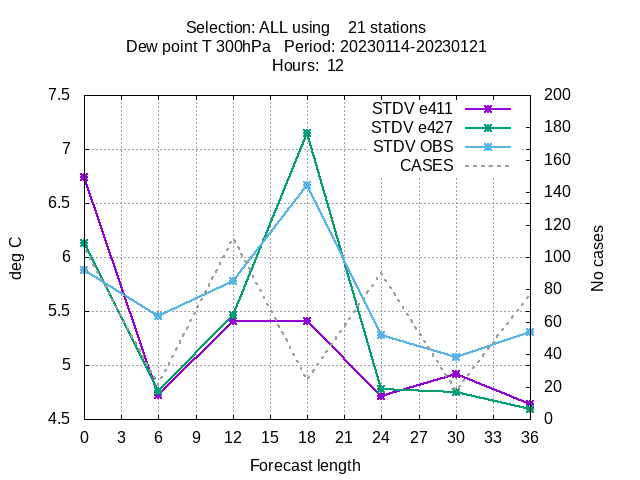 Selection: ALL using    21 stations
Dew point T 300hPa   Period: 20230114-20230121
Hours:  12
7.5
7
6.5
6
5.5
5
4.5
deg C
STDV e411
STDV e427
STDV OBS
CASES
200
180
160
140
120
100
80
60
40
20
0
No cases
0 3 6 9 12 15 18 21 24 27 30 33 36
Forecast length